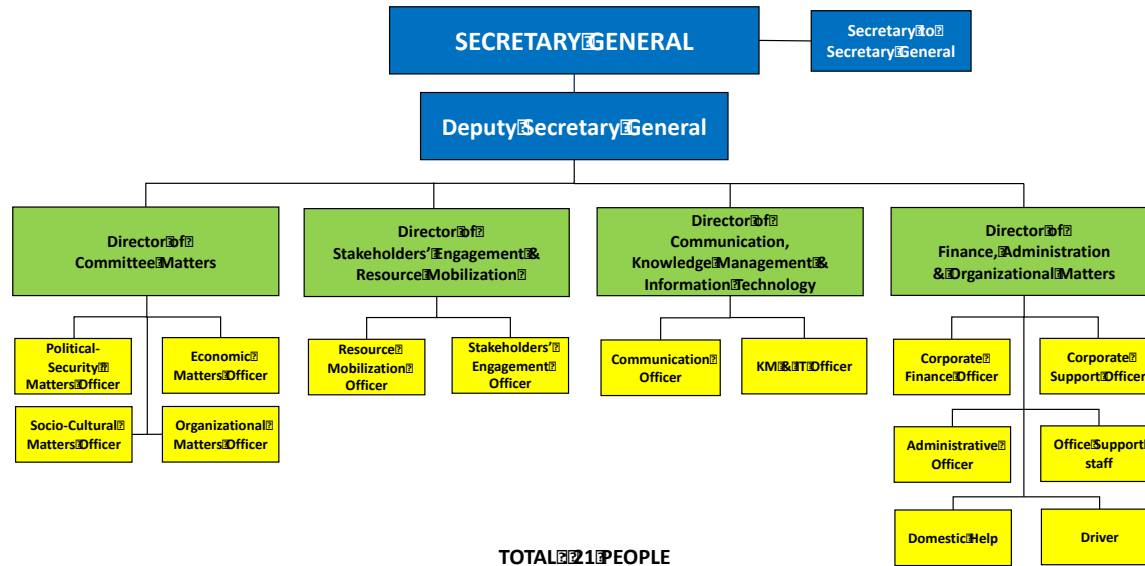 SECRETARY GENERAL
Secretary to
Secretary General
Deputy Secretary General
Director of
Committee Matters
Director of
Stakeholders' Engagement &
Resource Mobilization
Director of
Communication,
Knowledge Management &
Information Technology
Director of
Finance, Administration
& Organizational Matters
Political-
Security
Matters Officer
Economic
Matters Officer
Resource
Mobilization
Officer
Stakeholders'
Engagement
Officer
Communication
Officer
KM & IT Officer
Corporate
Finance Officer
Corporate
Support Officer
Socio-Cultural
Matters Officer
Organizational
Matters Officer
Administrative
Officer
Office Support
staff
Domestic Help
Driver
TOTAL: 21 PEOPLE